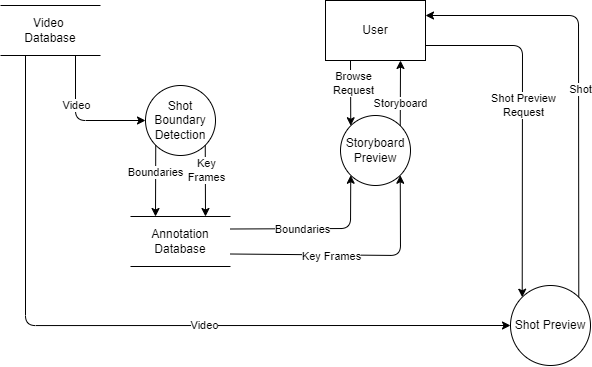 Video
Database
User
Browse
Request
Storyboard
Shot Preview
Request
Shot
Video
Shot
Boundary
Detection
Storyboard
Preview
Boundaries
Key
Frames
Annotation
Database
Boundaries
Key Frames
Video
Shot Preview